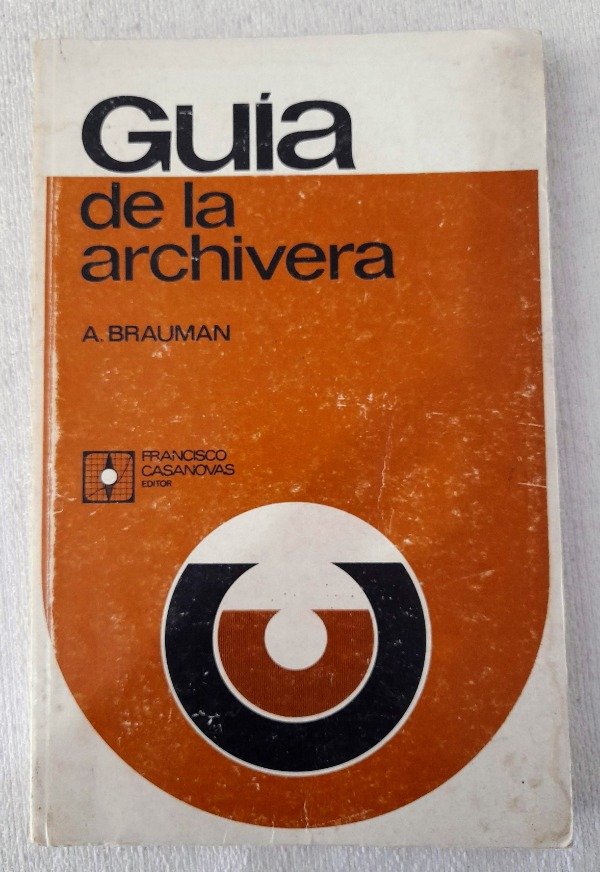 Guía
de la
archivera
A. BRAUMAN
FRANCISCO
CASANOVAS
EDITOR